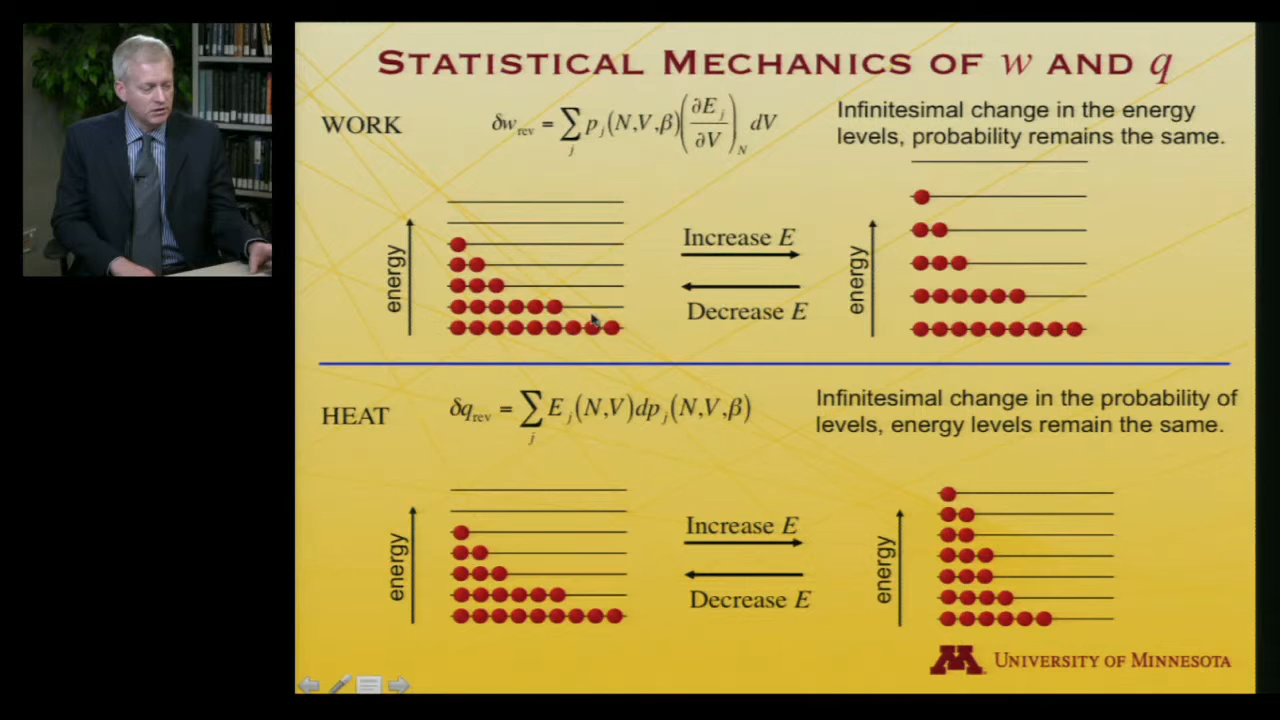 STATISTICAL MECHANICS OF w AND q
WORK
δw_rev = ∑_j p_j(N,V,β)(∂E_j/∂V)_N dV
Infinitesimal change in the energy
levels, probability remains the same.
energy
Increase E
Decrease E
energy
HEAT
δq_rev = ∑_j E_j(N,V)dp_j(N,V,β)
Infinitesimal change in the probability of
levels, energy levels remain the same.
energy
Increase E
Decrease E
energy
M UNIVERSITY OF MINNESOTA